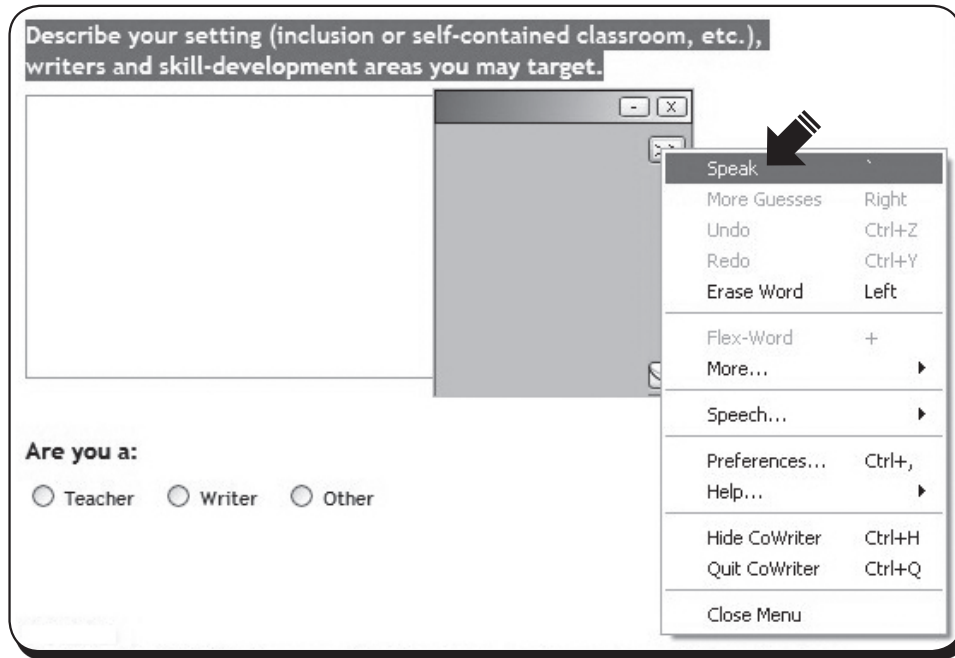 Describe your setting (inclusion or self-contained classroom, etc.),
writers and skill-development areas you may target.
- X
Speak `
More Guesses Right
Undo Ctrl+Z
Redo Ctrl+Y
Erase Word Left
Flex-Word +
More...
Speech...
Preferences... Ctrl+,
Help...
Hide CoWriter Ctrl+H
Quit CoWriter Ctrl+Q
Close Menu
Are you a:
Teacher Writer Other